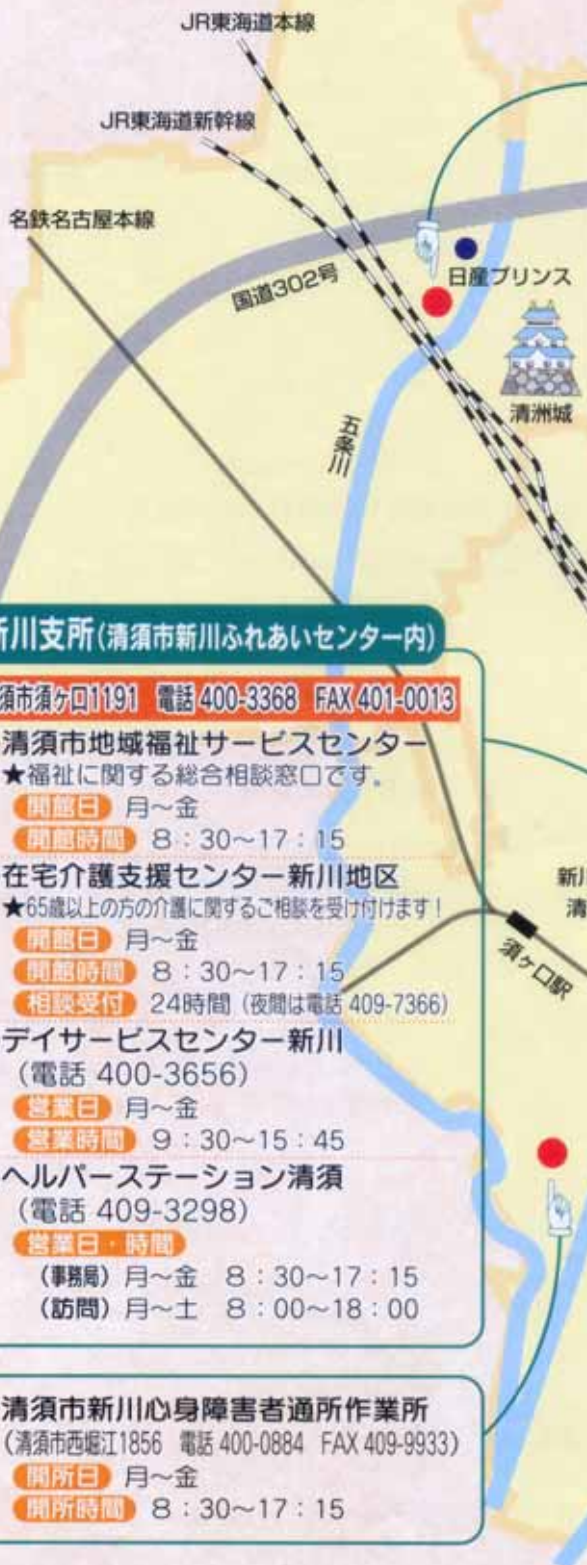 JR東海道本線
JR東海道新幹線
名鉄名古屋本線
国道302号
日産プリンス
清洲城
五条川
新川支所(清須市新川ふれあいセンター内)
須市須ヶ口1191 電話 400-3368 FAX 401-0013
清須市地域福祉サービスセンター
★福祉に関する総合相談窓口です。
開館日 月〜金
開館時間 8:30〜17:15
在宅介護支援センター新川地区
★65歳以上の方の介護に関するご相談を受け付けます!
開館日 月〜金
開館時間 8:30〜17:15
相談受付 24時間(夜間は電話 409-7366)
デイサービスセンター新川
(電話 400-3656)
営業日 月〜金
営業時間 9:30〜15:45
ヘルパーステーション清須
(電話 409-3298)
営業日・時間
(事務局) 月〜金 8:30〜17:15
(訪問) 月〜土 8:00〜18:00
新川
清
須ヶ口駅
清須市新川心身障害者通所作業所
(清須市西堀江1856 電話 400-0884 FAX 409-9933)
開所日 月〜金
開所時間 8:30〜17:15